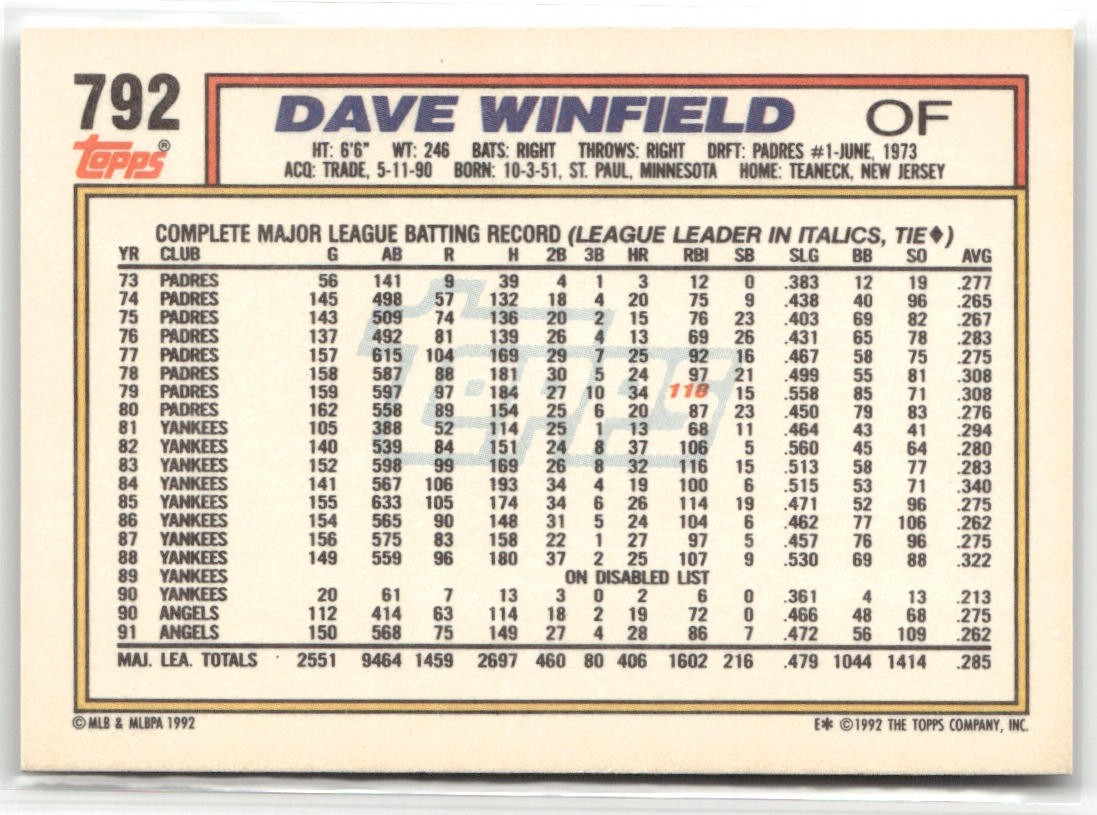 792
topps®
DAVE WINFIELD OF
HT: 6'6" WT: 246 BATS: RIGHT THROWS: RIGHT DRFT: PADRES #1-JUNE, 1973
ACQ: TRADE, 5-11-90 BORN: 10-3-51, ST. PAUL, MINNESOTA HOME: TEANECK, NEW JERSEY
COMPLETE MAJOR LEAGUE BATTING RECORD (LEAGUE LEADER IN ITALICS, TIE♦)
YR CLUB G AB R H 2B 3B HR RBI SB SLG BB SO AVG
73 PADRES 56 141 9 39 4 1 3 12 0 .383 12 19 .277
74 PADRES 145 498 57 132 18 4 20 75 9 .438 40 96 .265
75 PADRES 143 509 74 136 20 2 15 76 23 .403 69 82 .267
76 PADRES 137 492 81 139 26 4 13 69 26 .431 65 78 .283
77 PADRES 157 615 104 169 29 7 25 92 16 .467 58 75 .275
78 PADRES 158 587 88 181 30 5 24 97 21 .499 55 81 .308
79 PADRES 159 597 97 184 27 10 34 118 15 .558 85 71 .308
80 PADRES 162 558 89 154 25 6 20 87 23 .450 79 83 .276
81 YANKEES 105 388 52 114 25 1 13 68 11 .464 43 41 .294
82 YANKEES 140 539 84 151 24 8 37 106 5 .560 45 64 .280
83 YANKEES 152 598 99 169 26 8 32 116 15 .513 58 77 .283
84 YANKEES 141 567 106 193 34 4 19 100 6 .515 53 71 .340
85 YANKEES 155 633 105 174 34 6 26 114 19 .471 52 96 .275
86 YANKEES 154 565 90 148 31 5 24 104 6 .462 77 106 .262
87 YANKEES 156 575 83 158 22 1 27 97 5 .457 76 96 .275
88 YANKEES 149 559 96 180 37 2 25 107 9 .530 69 88 .322
89 YANKEES ON DISABLED LIST
90 YANKEES 20 61 7 13 3 0 2 6 0 .361 4 13 .213
90 ANGELS 112 414 63 114 18 2 19 72 0 .466 48 68 .275
91 ANGELS 150 568 75 149 27 4 28 86 7 .472 56 109 .262
MAJ. LEA. TOTALS 2551 9464 1459 2697 460 80 406 1602 216 .479 1044 1414 .285
topps
© MLB & MLBPA 1992 E* ©1992 THE TOPPS COMPANY, INC.